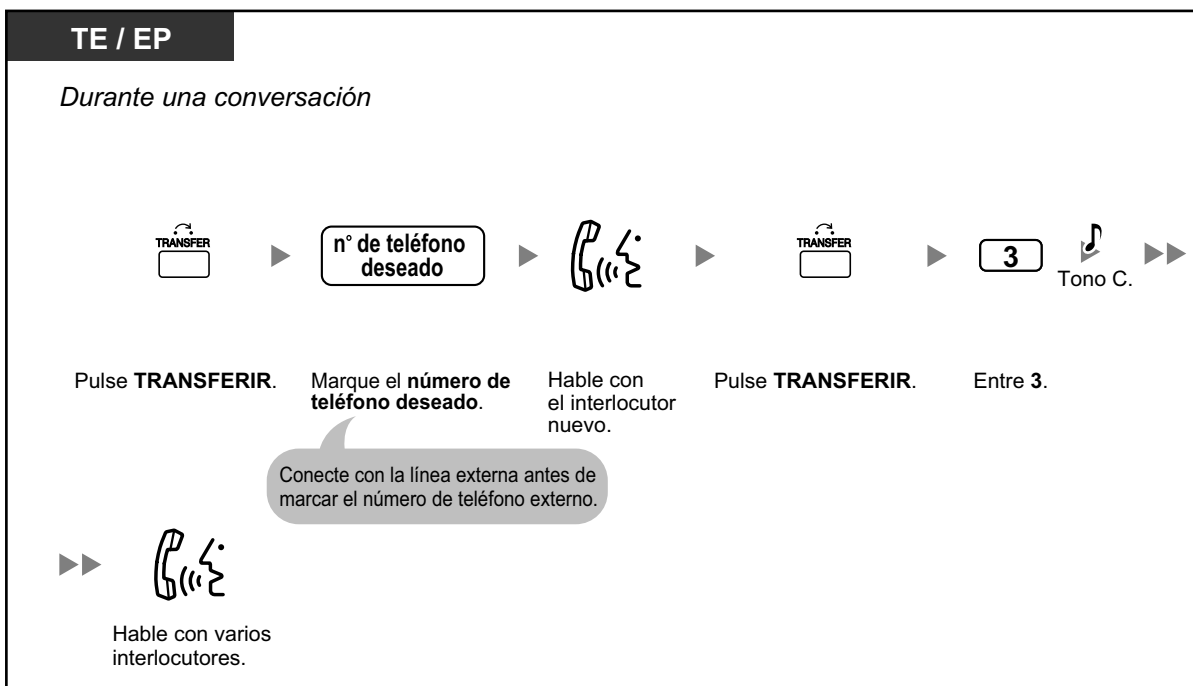 TE / EP
Durante una conversación
TRANSFER
n° de teléfono
deseado
TRANSFER
3
Tono C.
Pulse TRANSFERIR.
Marque el número de
teléfono deseado.
Hable con
el interlocutor
nuevo.
Pulse TRANSFERIR.
Entre 3.
Conecte con la línea externa antes de
marcar el número de teléfono externo.
Hable con varios
interlocutores.